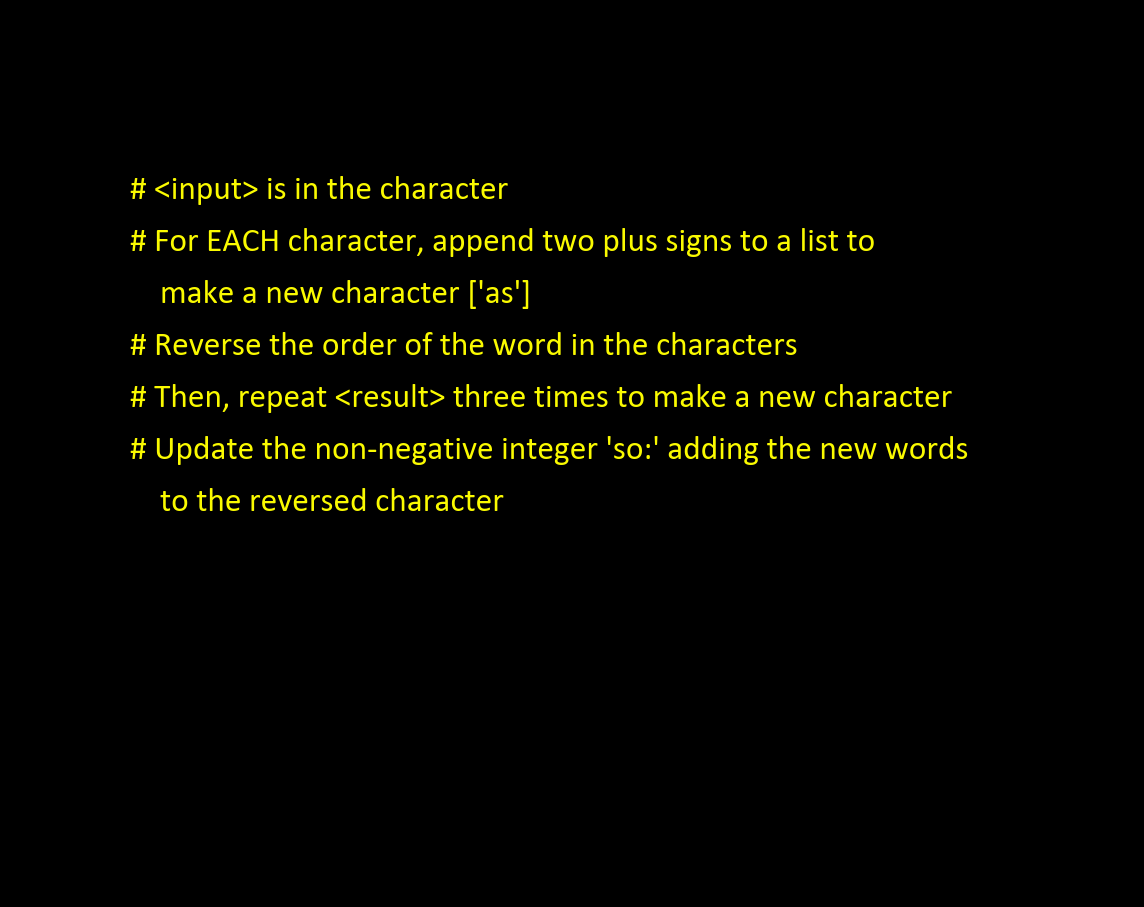 # <input> is in the character
# For EACH character, append two plus signs to a list to
make a new character ['as']
# Reverse the order of the word in the characters
# Then, repeat <result> three times to make a new character
# Update the non-negative integer 'so:' adding the new words
to the reversed character